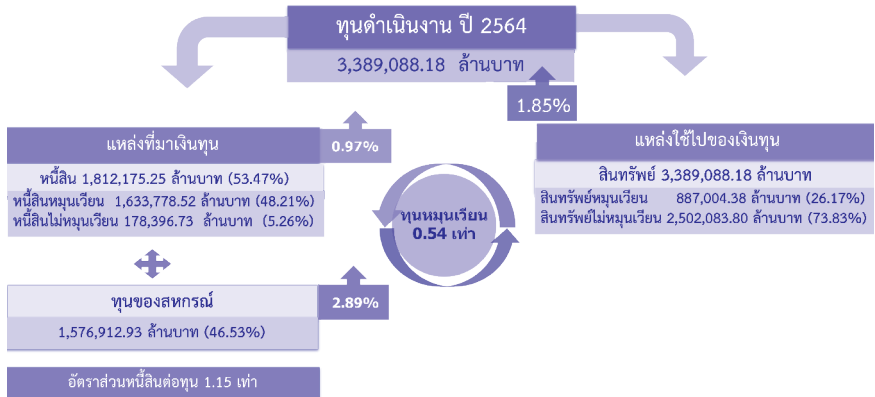 ทุนดำเนินงาน ปี 2564
3,389,088.18 ล้านบาท
1.85%
แหล่งที่มาเงินทุน
0.97%
หนี้สิน 1,812,175.25 ล้านบาท (53.47%)
หนี้สินหมุนเวียน 1,633,778.52 ล้านบาท (48.21%)
หนี้สินไม่หมุนเวียน 178,396.73 ล้านบาท (5.26%)
ทุนของสหกรณ์
2.89%
1,576,912.93 ล้านบาท (46.53%)
อัตราส่วนหนี้สินต่อทุน 1.15 เท่า
ทุนหมุนเวียน
0.54 เท่า
แหล่งใช้ไปของเงินทุน
สินทรัพย์ 3,389,088.18 ล้านบาท
สินทรัพย์หมุนเวียน 887,004.38 ล้านบาท (26.17%)
สินทรัพย์ไม่หมุนเวียน 2,502,083.80 ล้านบาท (73.83%)